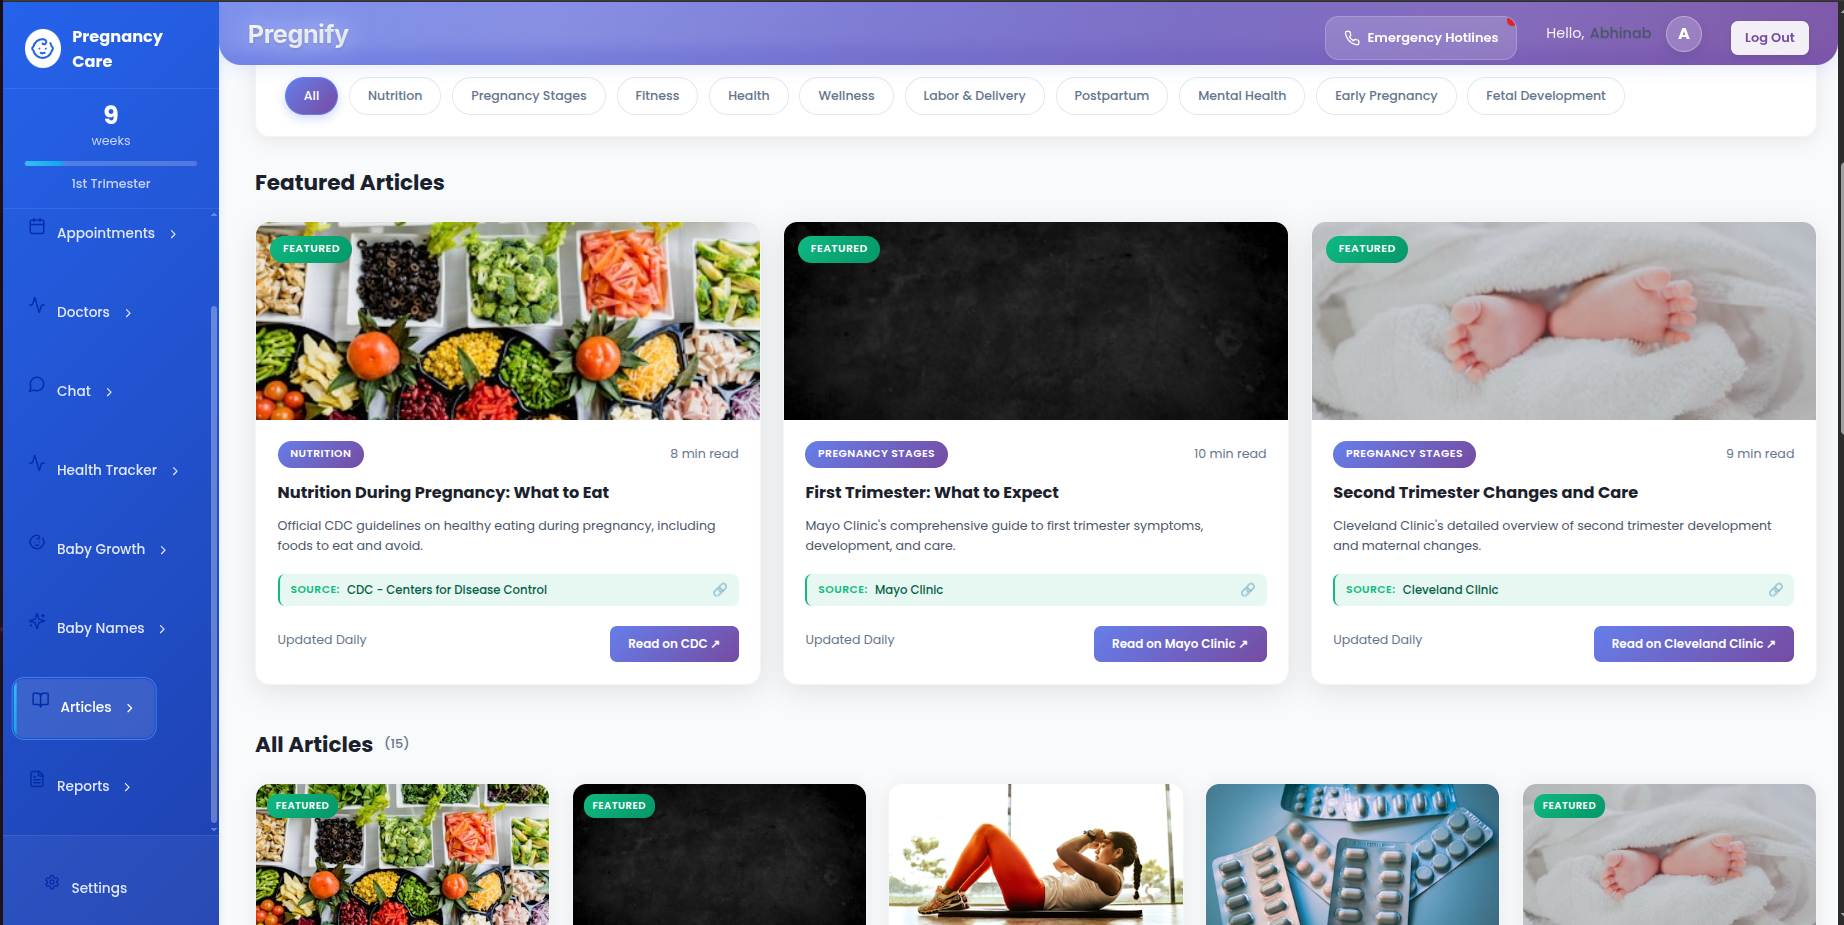 Pregnancy
Care
9
weeks
1st Trimester
Appointments
Doctors
Chat
Health Tracker
Baby Growth
Baby Names
Articles
Reports
Settings
Pregnify
Emergency Hotlines
Hello, Abhinab
A
Log Out
All
Nutrition
Pregnancy Stages
Fitness
Health
Wellness
Labor & Delivery
Postpartum
Mental Health
Early Pregnancy
Fetal Development
Featured Articles
FEATURED
NUTRITION
8 min read
Nutrition During Pregnancy: What to Eat
Official CDC guidelines on healthy eating during pregnancy, including
foods to eat and avoid.
SOURCE: CDC - Centers for Disease Control
Updated Daily
Read on CDC ↗
FEATURED
PREGNANCY STAGES
10 min read
First Trimester: What to Expect
Mayo Clinic's comprehensive guide to first trimester symptoms,
development, and care.
SOURCE: Mayo Clinic
Updated Daily
Read on Mayo Clinic ↗
FEATURED
PREGNANCY STAGES
9 min read
Second Trimester Changes and Care
Cleveland Clinic's detailed overview of second trimester development
and maternal changes.
SOURCE: Cleveland Clinic
Updated Daily
Read on Cleveland Clinic ↗
All Articles (15)
FEATURED
FEATURED
FEATURED